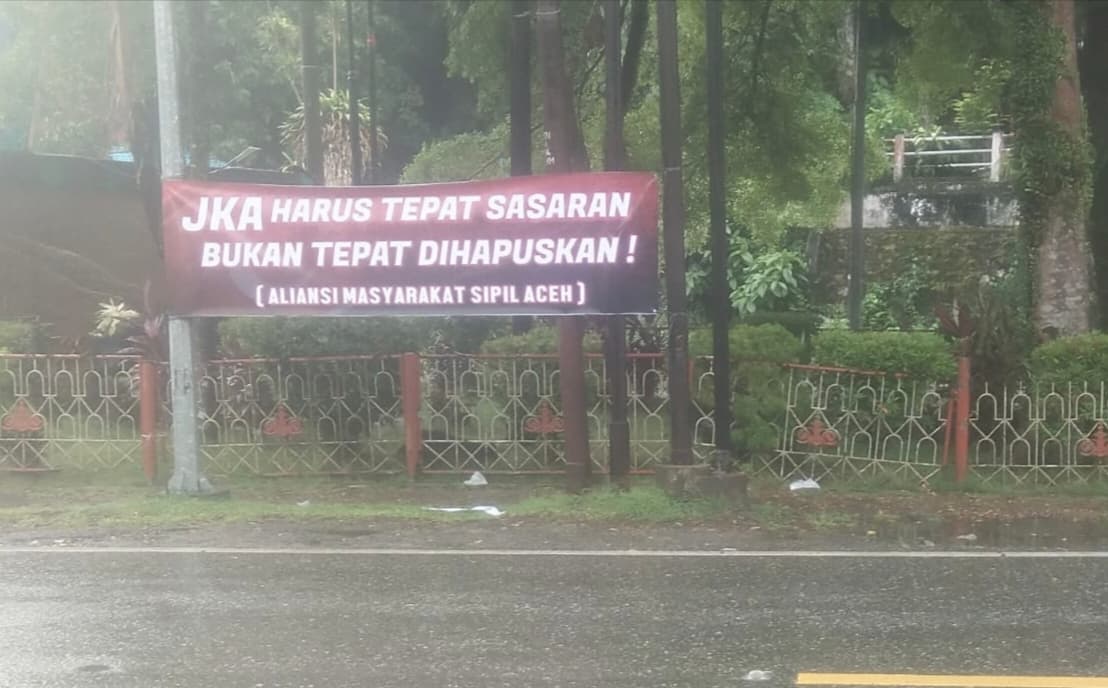 JKA HARUS TEPAT SASARAN
BUKAN TEPAT DIHAPUSKAN !
( ALIANSI MASYARAKAT SIPIL ACEH )